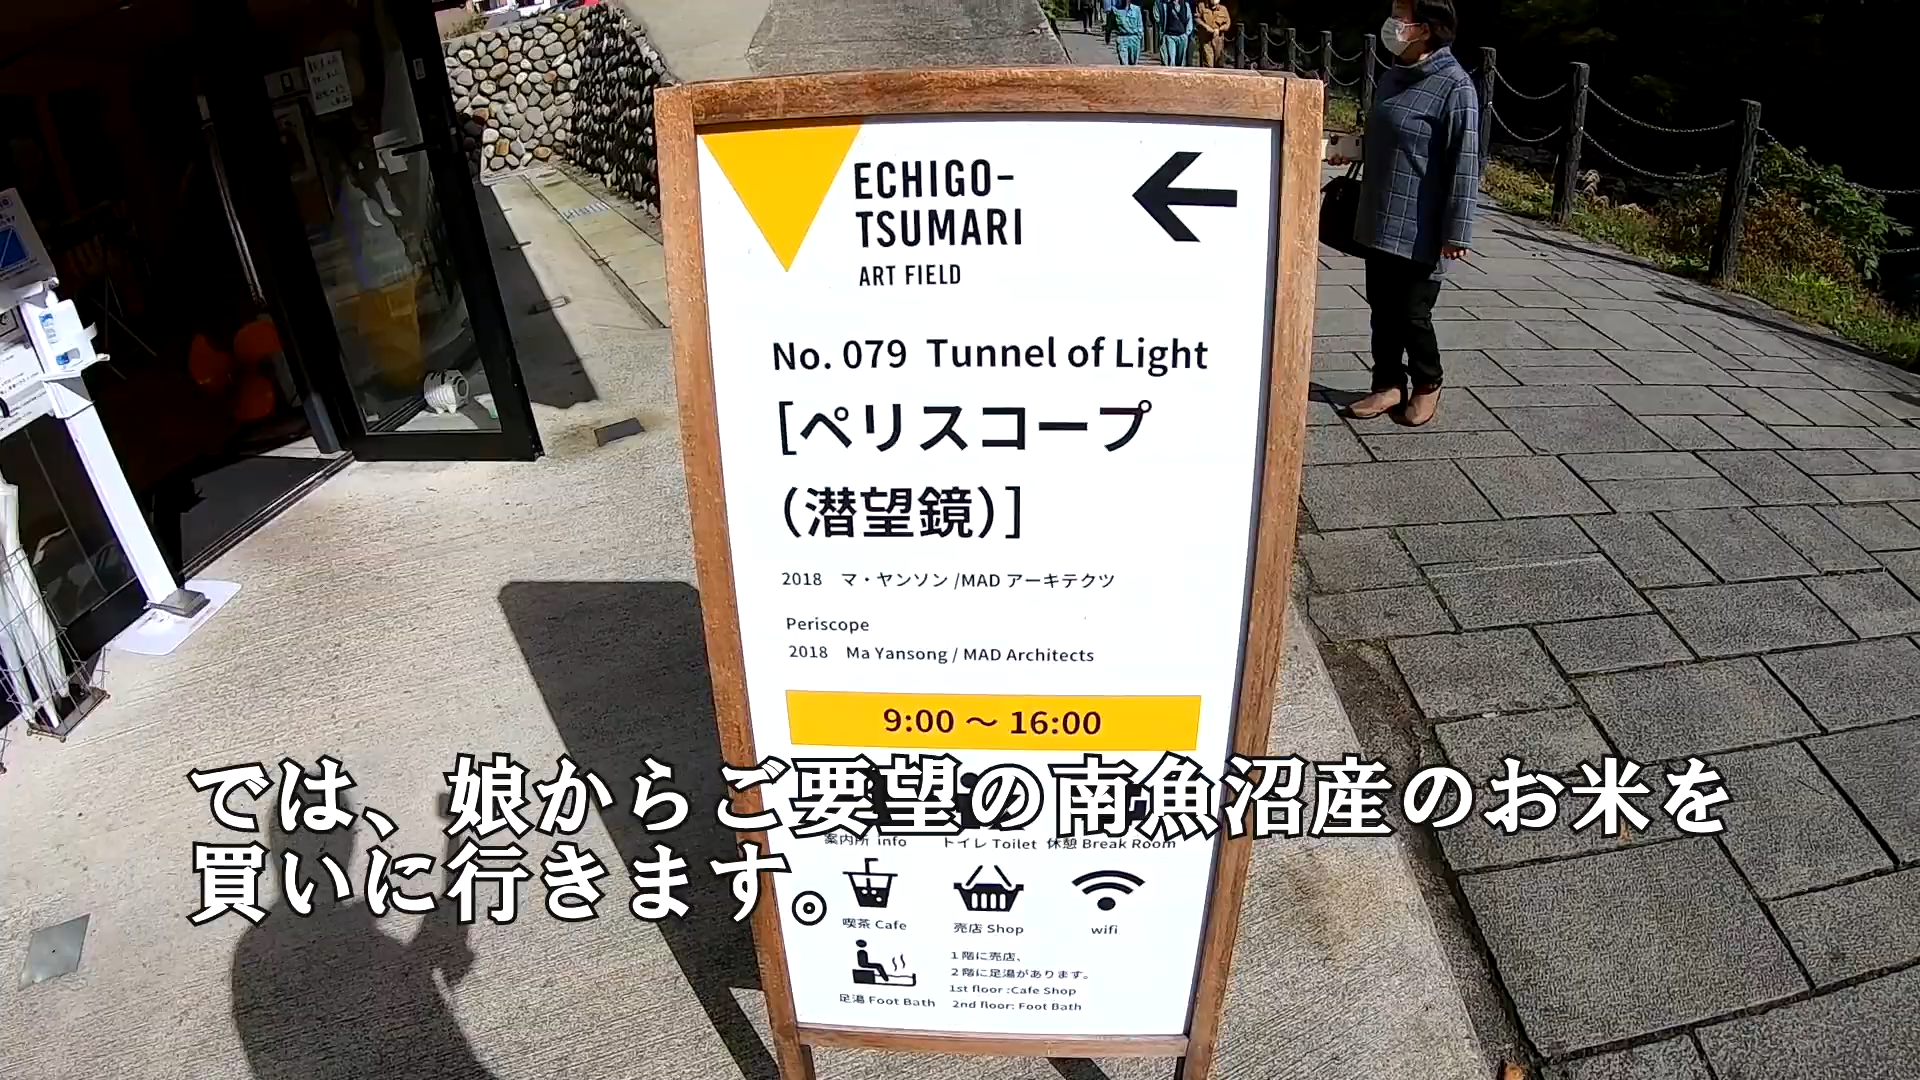 ECHIGO-
TSUMARI
ART FIELD
No. 079 Tunnel of Light
[ペリスコープ
(潜望鏡)]
2018 マ・ヤンソン /MAD アーキテクツ
Periscope
2018 Ma Yansong / MAD Architects
9:00 ～ 16:00
では、娘からご要望の南魚沼産のお米を
買いに行きます。
案内所 info トイレ Toilet 休憩 Break Room
喫茶 Cafe 売店 Shop wifi
足湯 Foot Bath
1階に売店、
2階に足湯があります。
1st floor :Cafe Shop
2nd floor: Foot Bath